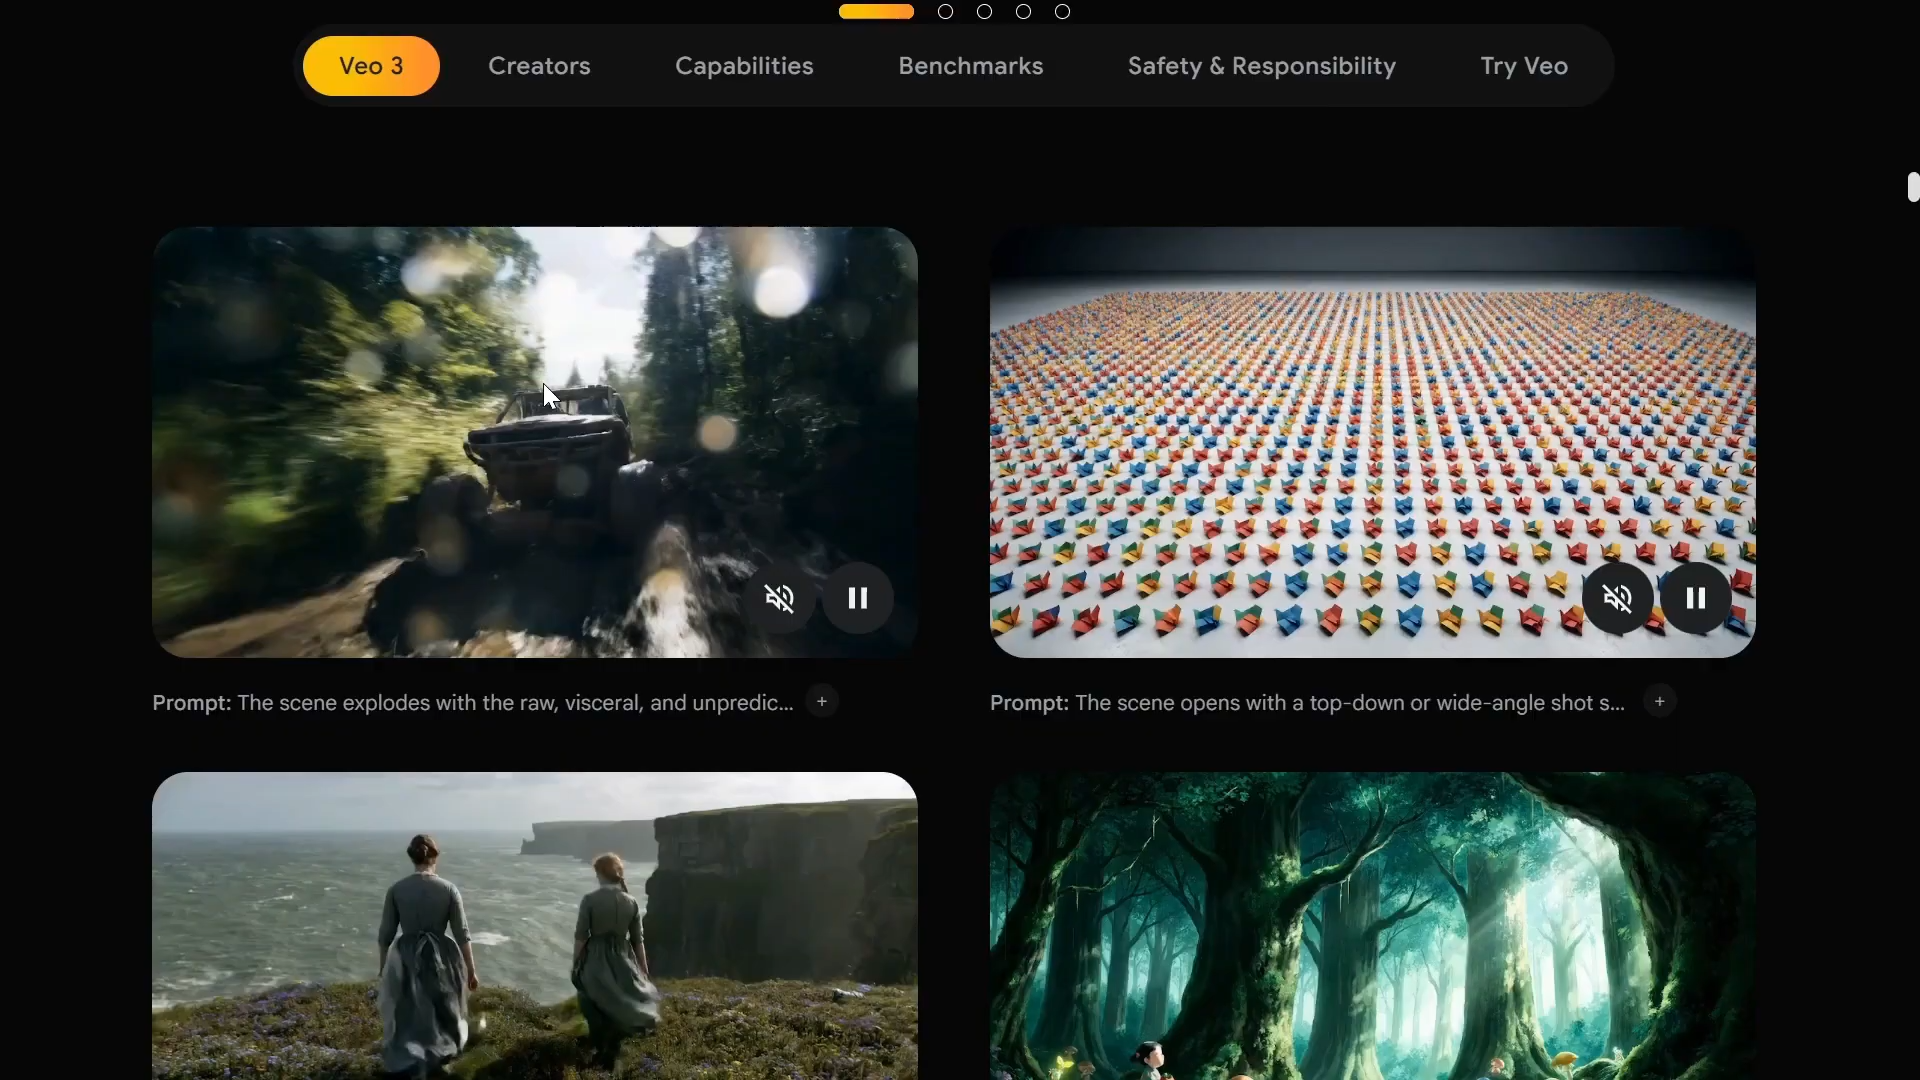 Veo 3 Creators Capabilities Benchmarks Safety & Responsibility Try Veo
Prompt: The scene explodes with the raw, visceral, and unpredic... +
Prompt: The scene opens with a top-down or wide-angle shot s... +